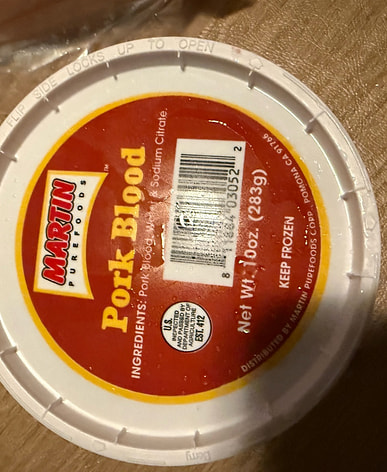 FLIP SIDE LOCKS UP TO OPEN
MARTIN
PUREFOODS
Pork Blood
INGREDIENTS: Pork Blood, Water & Sodium Citrate.
U.S.
INSPECTED
AND PASSED BY
DEPARTMENT OF
AGRICULTURE
EST. 412
Net Wt. 10oz. (283g)
KEEP FROZEN
DISTRIBUTED BY MARTIN PUREFOODS CORP., POMONA CA 91766
Berry